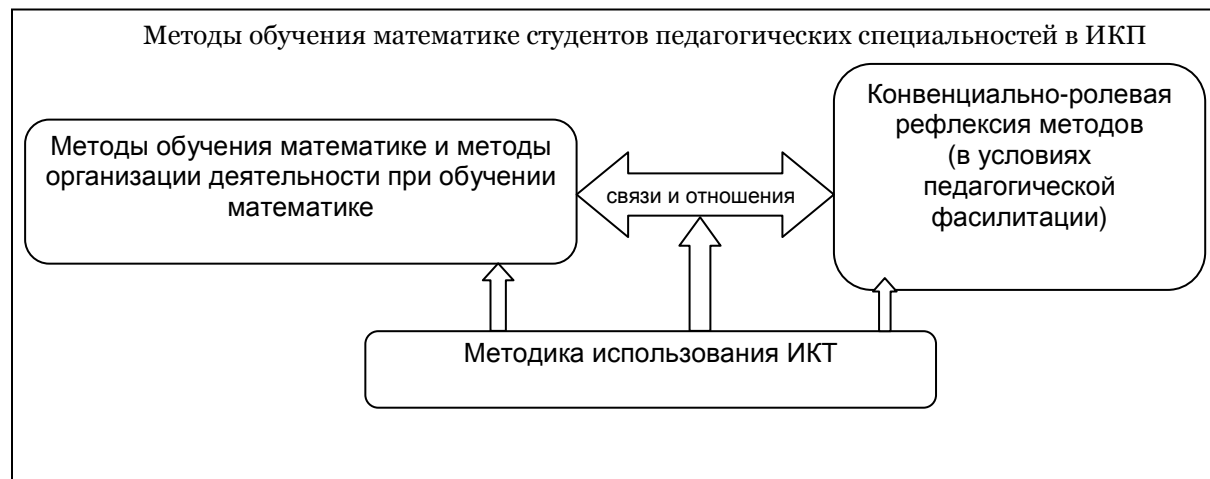 Методы обучения математике студентов педагогических специальностей в ИКП
Методы обучения математике и методы
организации деятельности при обучении
математике
связи и отношения
Конвенциально-ролевая
рефлексия методов
(в условиях
педагогической
фасилитации)
Методика использования ИКТ